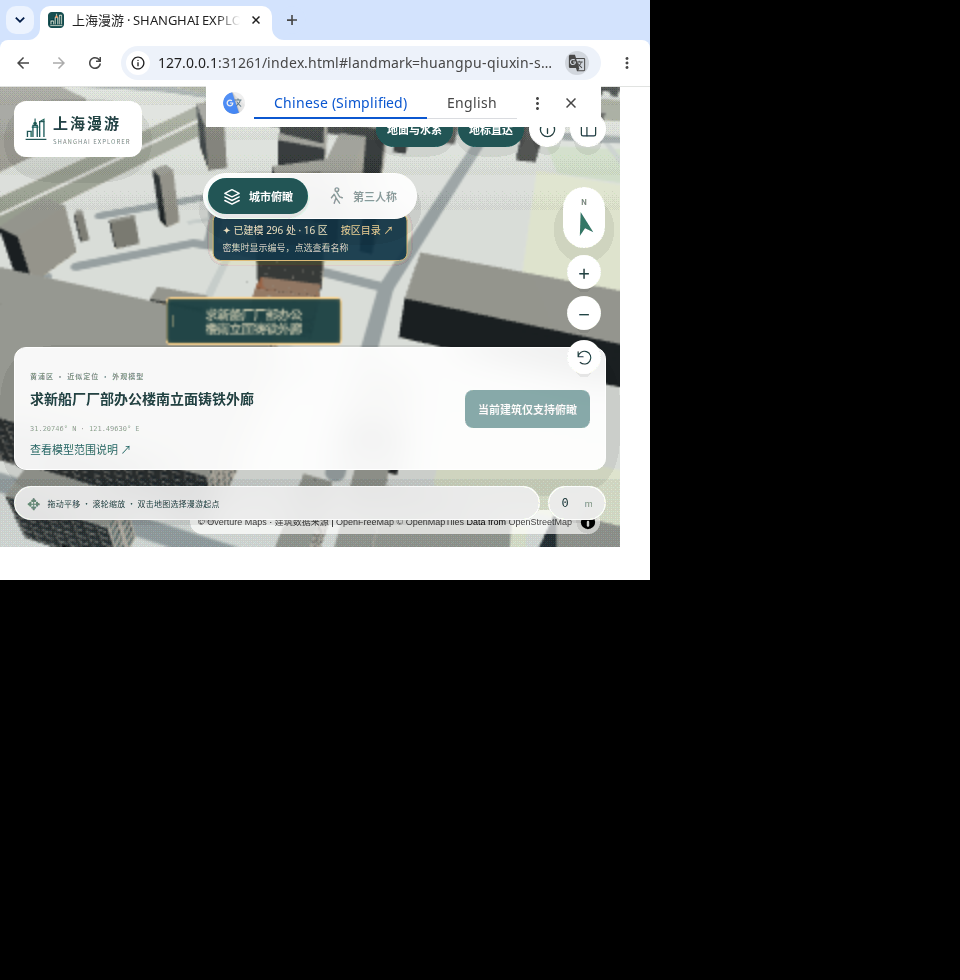 上海漫游 · SHANGHAI EXPLO
127.0.0.1:31261/index.html#landmark=huangpu-qiuxin-s...
Chinese (Simplified) English
上海漫游
SHANGHAI EXPLORER
地面与水系 地标直达
城市俯瞰 第三人称
N
✦ 已建模 296 处 · 16 区 按区目录 ↗
密集时显示编号，点选查看名称
求新船厂厂部办公
楼南立面铸铁外廊
黄浦区 · 近似定位 · 外观模型
求新船厂厂部办公楼南立面铸铁外廊
当前建筑仅支持俯瞰
31.20746° N · 121.49630° E
查看模型范围说明 ↗
拖动平移 · 滚轮缩放 · 双击地图选择漫游起点
0 m
© Overture Maps · 建筑数据来源 | OpenFreeMap © OpenMapTiles Data from OpenStreetMap